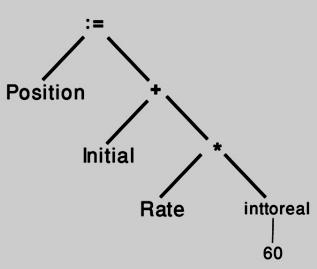 :=
Position
+
Initial
*
Rate inttoreal
60